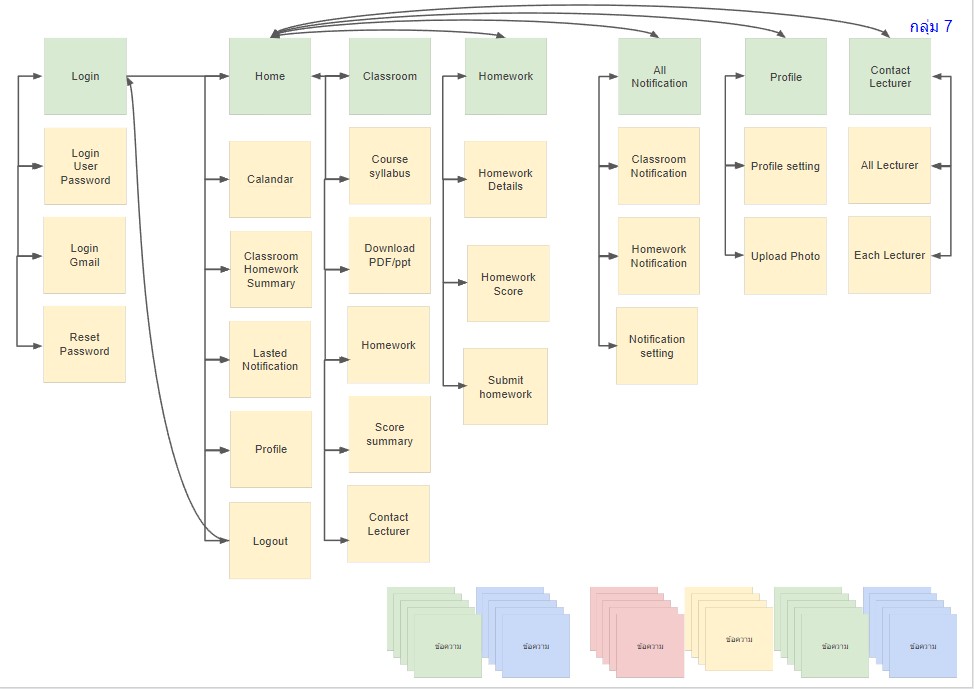 กลุ่ม 7
Login
Home
Classroom
Homework
All
Notification
Profile
Contact
Lecturer
Login
User
Password
Calandar
Course
syllabus
Homework
Details
Classroom
Notification
Profile setting
All Lecturer
Login
Gmail
Classroom
Homework
Summary
Download
PDF/ppt
Homework
Score
Homework
Notification
Upload Photo
Each Lecturer
Reset
Password
Lasted
Notification
Homework
Submit
homework
Notification
setting
Profile
Score
summary
Logout
Contact
Lecturer
ข้อความ
ข้อความ
ข้อความ
ข้อความ
ข้อความ
ข้อความ